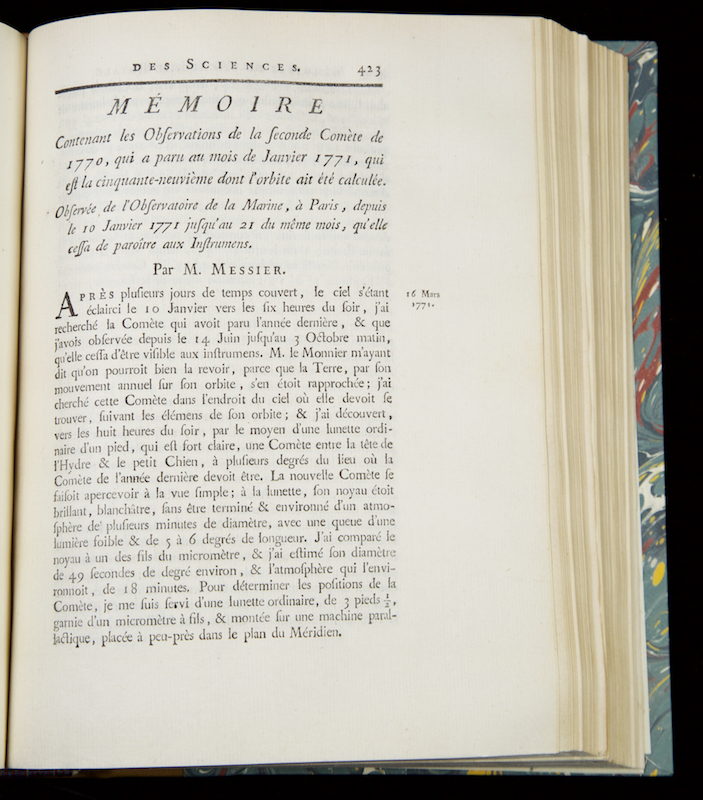 DES SCIENCES. 423
MÉMOIRE
Contenant les Obſervations de la ſeconde Comète de
1770, qui a paru au mois de Janvier 1771, qui
eſt la cinquante-neuvième dont l'orbite ait été calculée.
Obſervée de l'Obſervatoire de la Marine, à Paris, depuis
le 10 Janvier 1771 juſqu'au 21 du même mois, qu'elle
ceſſa de paroître aux Inſtrumens.
Par M. MESSIER.
APRÈS pluſieurs jours de temps couvert, le ciel s'étant
éclairci le 10 Janvier vers les ſix heures du ſoir, j'ai
recherché la Comète qui avoit paru l'année dernière, & que
j'avois obſervée depuis le 14 Juin juſqu'au 3 Octobre matin,
qu'elle ceſſa d'être viſible aux inſtrumens. M. le Monnier m'ayant
dit qu'on pourroit bien la revoir, parce que la Terre, par ſon
mouvement annuel ſur ſon orbite, s'en étoit rapprochée; j'ai
cherché cette Comète dans l'endroit du ciel où elle devoit ſe
trouver, ſuivant les élémens de ſon orbite; & j'ai découvert,
vers les huit heures du ſoir, par le moyen d'une lunette ordi-
naire d'un pied, qui eſt fort claire, une Comète entre la tête de
l'Hydre & le petit Chien, à pluſieurs degrés du lieu où la
Comète de l'année dernière devoit être. La nouvelle Comète ſe
faiſoit apercevoir à la vue ſimple; à la lunette, ſon noyau étoit
brillant, blanchâtre, ſans être terminé & environné d'un atmo-
ſphère de pluſieurs minutes de diamètre, avec une queue d'une
lumière foible & de 5 à 6 degrés de longueur. J'ai comparé le
noyau à un des fils du micromètre, & j'ai eſtimé ſon diamètre
de 49 ſecondes de degré environ, & l'atmoſphère qui l'envi-
ronnoit, de 18 minutes. Pour déterminer les poſitions de la
Comète, je me ſuis ſervi d'une lunette ordinaire, de 3 pieds ½,
garnie d'un micromètre à fils, & montée ſur une machine paral-
lactique, placée à peu-près dans le plan du Méridien.
16 Mars
1771.